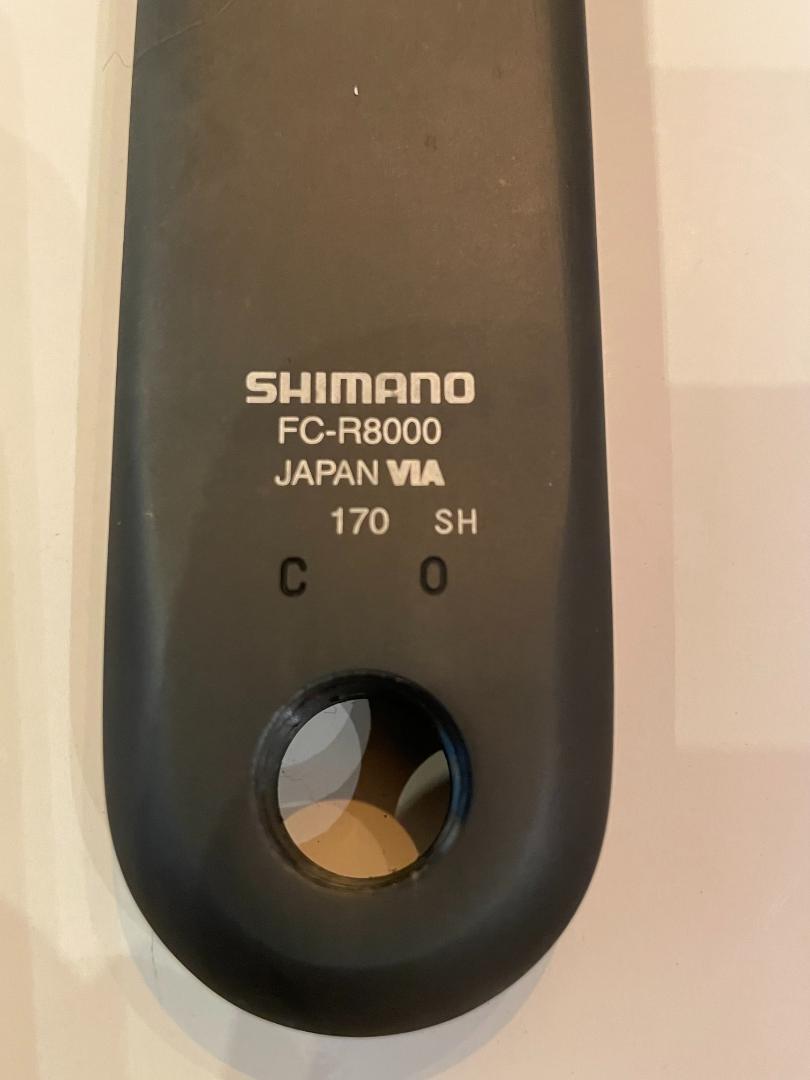 SHIMANO
FC-R8000
JAPAN VIA
170 SH
C O